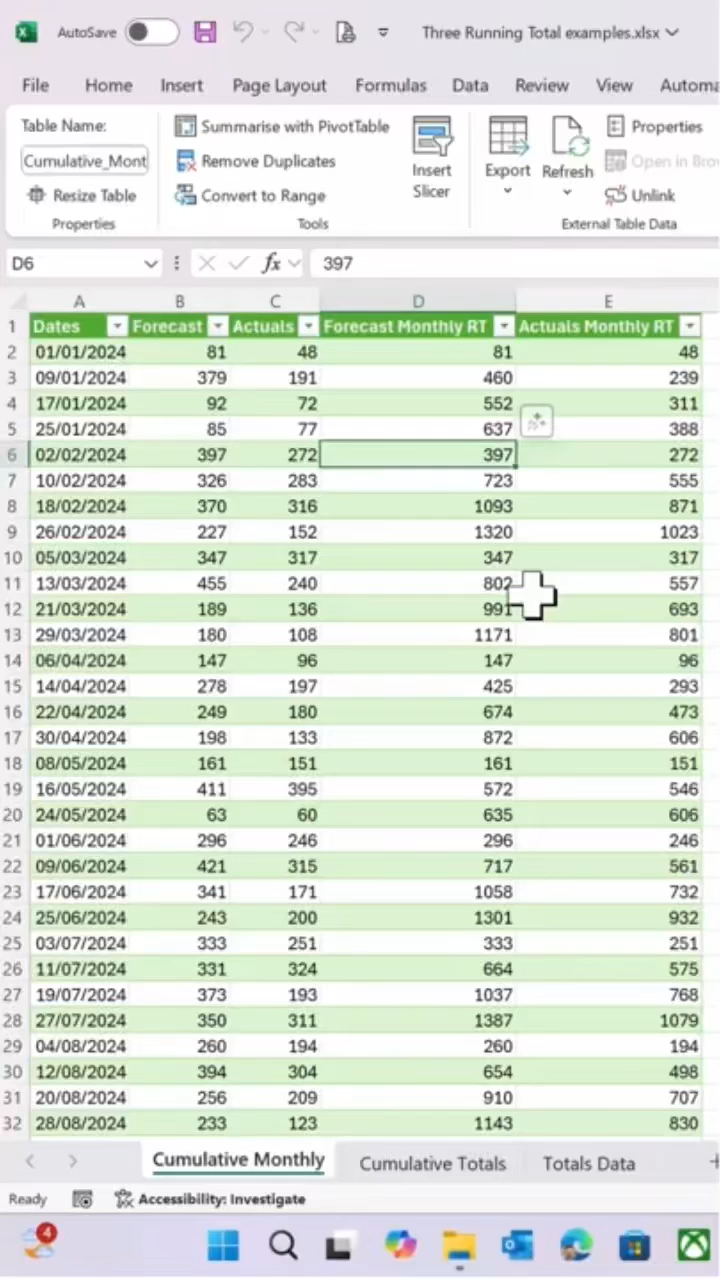 AutoSave Three Running Total examples.xlsx
File Home Insert Page Layout Formulas Data Review View Automa
Table Name:
Cumulative_Mont
Resize Table
Properties
Summarise with PivotTable
Remove Duplicates
Convert to Range
Tools
Insert
Slicer
Export
Refresh
Properties
Open in Brow
Unlink
External Table Data
D6 fx 397
A B C D E
1 Dates Forecast Actuals Forecast Monthly RT Actuals Monthly RT
2 01/01/2024 81 48 81 48
3 09/01/2024 379 191 460 239
4 17/01/2024 92 72 552 311
5 25/01/2024 85 77 637 388
6 02/02/2024 397 272 397 272
7 10/02/2024 326 283 723 555
8 18/02/2024 370 316 1093 871
9 26/02/2024 227 152 1320 1023
10 05/03/2024 347 317 347 317
11 13/03/2024 455 240 802 557
12 21/03/2024 189 136 991 693
13 29/03/2024 180 108 1171 801
14 06/04/2024 147 96 147 96
15 14/04/2024 278 197 425 293
16 22/04/2024 249 180 674 473
17 30/04/2024 198 133 872 606
18 08/05/2024 161 151 161 151
19 16/05/2024 411 395 572 546
20 24/05/2024 63 60 635 606
21 01/06/2024 296 246 296 246
22 09/06/2024 421 315 717 561
23 17/06/2024 341 171 1058 732
24 25/06/2024 243 200 1301 932
25 03/07/2024 333 251 333 251
26 11/07/2024 331 324 664 575
27 19/07/2024 373 193 1037 768
28 27/07/2024 350 311 1387 1079
29 04/08/2024 260 194 260 194
30 12/08/2024 394 304 654 498
31 20/08/2024 256 209 910 707
32 28/08/2024 233 123 1143 830
Cumulative Monthly Cumulative Totals Totals Data
Ready Accessibility: Investigate
4